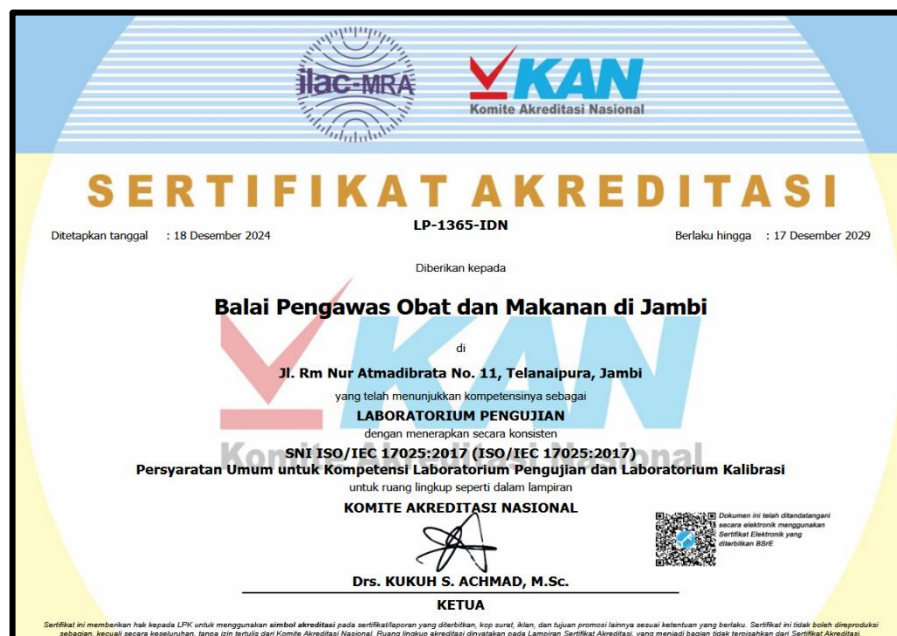 ilac-MRA
KAN
Komite Akreditasi Nasional
SERTIFIKAT AKREDITASI
LP-1365-IDN
Ditetapkan tanggal : 18 Desember 2024
Berlaku hingga : 17 Desember 2029
Diberikan kepada
Balai Pengawas Obat dan Makanan di Jambi
di
Jl. Rm Nur Atmadibrata No. 11, Telanaipura, Jambi
yang telah menunjukkan kompetensinya sebagai
LABORATORIUM PENGUJIAN
dengan menerapkan secara konsisten
SNI ISO/IEC 17025:2017 (ISO/IEC 17025:2017)
Persyaratan Umum untuk Kompetensi Laboratorium Pengujian dan Laboratorium Kalibrasi
untuk ruang lingkup seperti dalam lampiran
KAN
Komite Akreditasi Nasional
KOMITE AKREDITASI NASIONAL
Dokumen ini telah ditandatangani
secara elektronik menggunakan
Sertifikat Elektronik yang
diterbitkan BSrE
Drs. KUKUH S. ACHMAD, M.Sc.
KETUA
Sertifikat ini memberikan hak kepada LPK untuk menggunakan simbol akreditasi pada sertifikat/laporan yang diterbitkan, kop surat, iklan, dan tujuan promosi lainnya sesuai ketentuan yang berlaku. Sertifikat ini tidak boleh direproduksi
sebagian, kecuali secara keseluruhan, tanpa izin tertulis dari Komite Akreditasi Nasional. Ruang lingkup akreditasi dinyatakan pada Lampiran Sertifikat Akreditasi, yang menjadi bagian tidak terpisahkan dari Sertifikat Akreditasi.